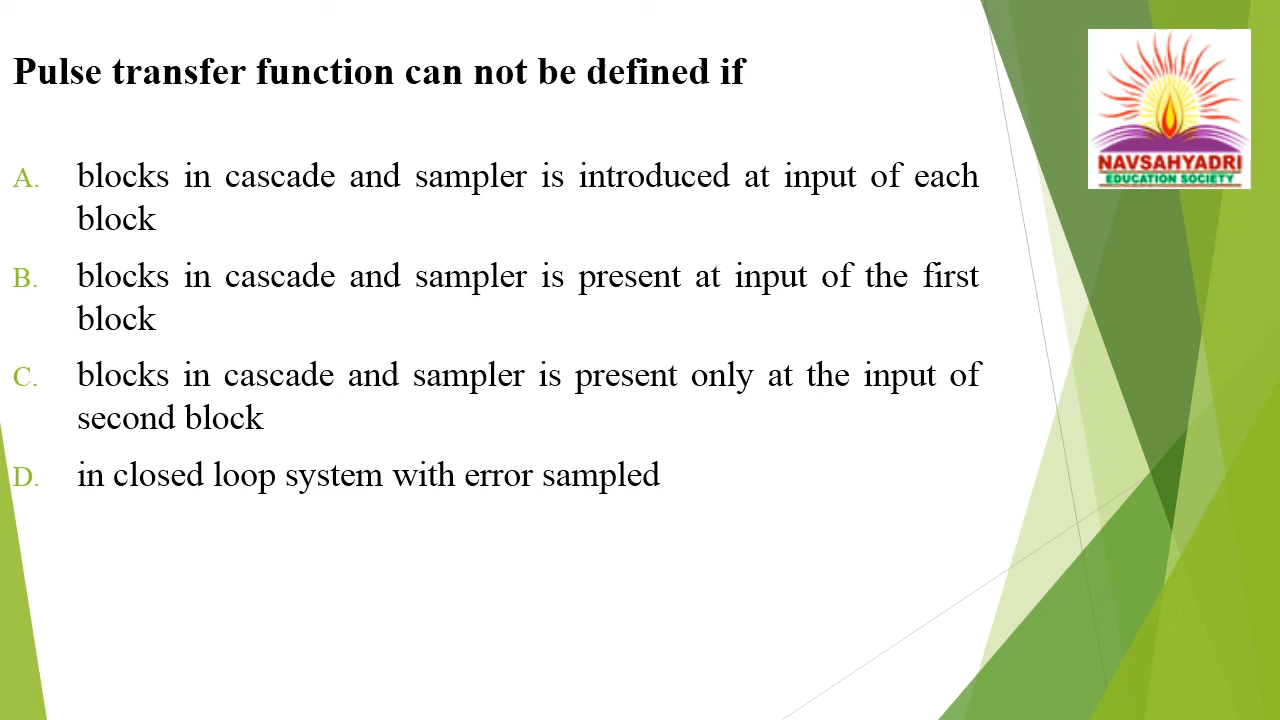 Pulse transfer function can not be defined if
A. blocks in cascade and sampler is introduced at input of each
block
B. blocks in cascade and sampler is present at input of the first
block
C. blocks in cascade and sampler is present only at the input of
second block
D. in closed loop system with error sampled
NAVSAHYADRI
EDUCATION SOCIETY